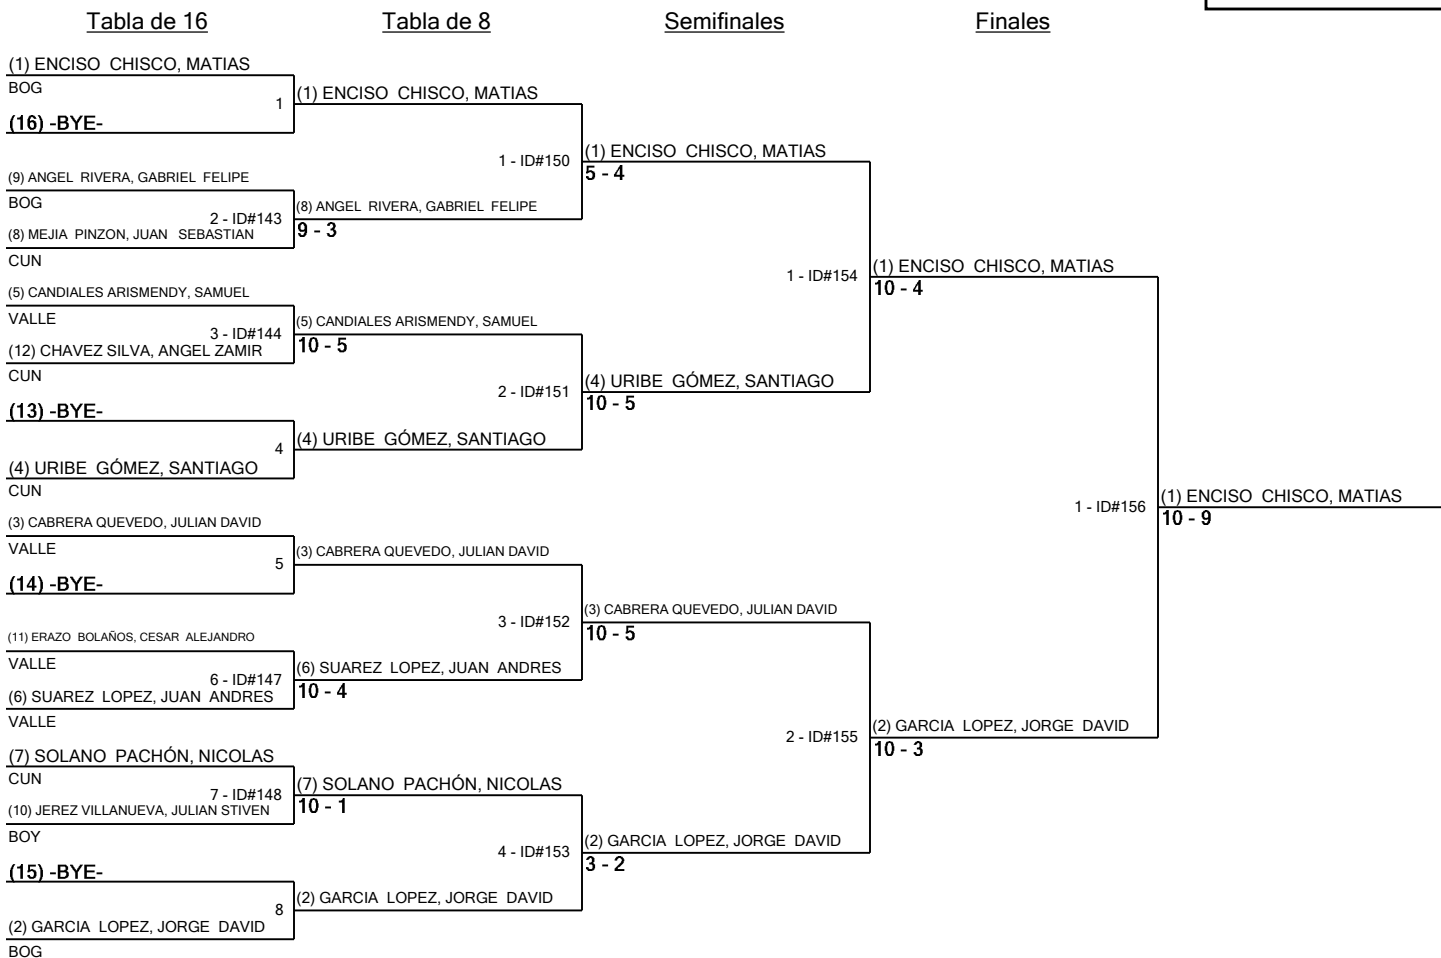 Tabla de 16
Tabla de 8
Semifinales
Finales
(1) ENCISO CHISCO, MATIAS
BOG
1
(16) -BYE-
(9) ANGEL RIVERA, GABRIEL FELIPE
BOG
2 - ID#143
(8) MEJIA PINZON, JUAN SEBASTIAN
CUN
(5) CANDIALES ARISMENDY, SAMUEL
VALLE
3 - ID#144
(12) CHAVEZ SILVA, ANGEL ZAMIR
CUN
(13) -BYE-
4
(4) URIBE GÓMEZ, SANTIAGO
CUN
(3) CABRERA QUEVEDO, JULIAN DAVID
VALLE
5
(14) -BYE-
(11) ERAZO BOLAÑOS, CESAR ALEJANDRO
VALLE
6 - ID#147
(6) SUAREZ LOPEZ, JUAN ANDRES
VALLE
(7) SOLANO PACHÓN, NICOLAS
CUN
7 - ID#148
(10) JEREZ VILLANUEVA, JULIAN STIVEN
BOY
(15) -BYE-
8
(2) GARCIA LOPEZ, JORGE DAVID
BOG
(1) ENCISO CHISCO, MATIAS
1 - ID#150
(8) ANGEL RIVERA, GABRIEL FELIPE
9 - 3
(5) CANDIALES ARISMENDY, SAMUEL
10 - 5
2 - ID#151
(4) URIBE GÓMEZ, SANTIAGO
(3) CABRERA QUEVEDO, JULIAN DAVID
3 - ID#152
(6) SUAREZ LOPEZ, JUAN ANDRES
10 - 4
(7) SOLANO PACHÓN, NICOLAS
10 - 1
4 - ID#153
(2) GARCIA LOPEZ, JORGE DAVID
(1) ENCISO CHISCO, MATIAS
5 - 4
1 - ID#154
(4) URIBE GÓMEZ, SANTIAGO
10 - 5
(3) CABRERA QUEVEDO, JULIAN DAVID
10 - 5
2 - ID#155
(2) GARCIA LOPEZ, JORGE DAVID
3 - 2
(1) ENCISO CHISCO, MATIAS
10 - 4
1 - ID#156
(2) GARCIA LOPEZ, JORGE DAVID
10 - 3
(1) ENCISO CHISCO, MATIAS
10 - 9